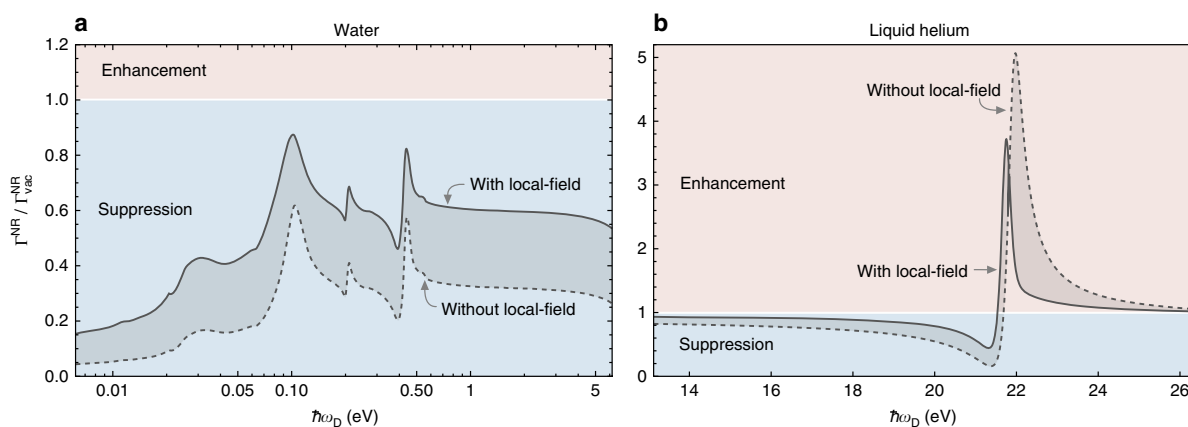 a
Water
1.2
1.0
0.8
0.6
0.4
0.2
0.0
Γ^NR / Γ^NR_vac
Enhancement
Suppression
With local-field
Without local-field
0.01 0.05 0.10 0.50 1 5
ℏω_D (eV)
b
Liquid helium
5
4
3
2
1
0
Without local-field
Enhancement
With local-field
Suppression
14 16 18 20 22 24 26
ℏω_D (eV)